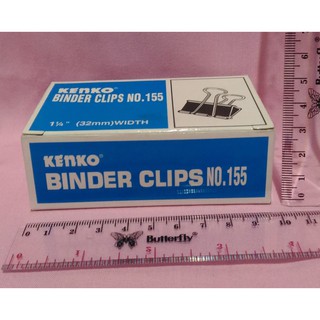 KENKO®
BINDER CLIPS NO.155
1¼" (32mm)WIDTH
KENKO®
BINDER CLIPS NO.155
Butterfly